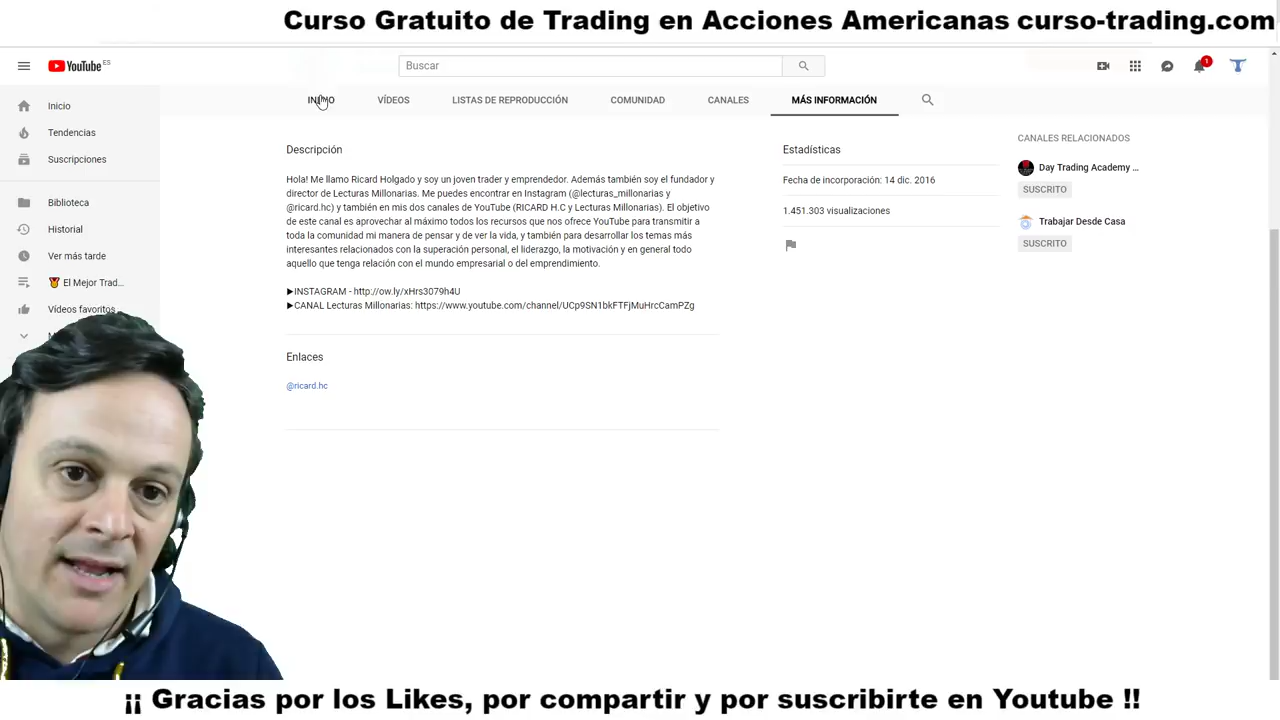 Curso Gratuito de Trading en Acciones Americanas curso-trading.com
YouTube ES
Buscar
1
INICIO
VÍDEOS
LISTAS DE REPRODUCCIÓN
COMUNIDAD
CANALES
MÁS INFORMACIÓN
Inicio
Tendencias
Suscripciones
Biblioteca
Historial
Ver más tarde
El Mejor Trad...
Vídeos favoritos
Descripción
Hola! Me llamo Ricard Holgado y soy un joven trader y emprendedor. Además también soy el fundador y
director de Lecturas Millonarias. Me puedes encontrar en Instagram (@lecturas_millonarias y
@ricard.hc) y también en mis dos canales de YouTube (RICARD H.C y Lecturas Millonarias). El objetivo
de este canal es aprovechar al máximo todos los recursos que nos ofrece YouTube para transmitir a
toda la comunidad mi manera de pensar y de ver la vida, y también para desarrollar los temas más
interesantes relacionados con la superación personal, el liderazgo, la motivación y en general todo
aquello que tenga relación con el mundo empresarial o del emprendimiento.
▶INSTAGRAM - http://ow.ly/xHrs3079h4U
▶CANAL Lecturas Millonarias: https://www.youtube.com/channel/UCp9SN1bkFTFjMuHrcCamPZg
Enlaces
@ricard.hc
Estadísticas
Fecha de incorporación: 14 dic. 2016
1.451.303 visualizaciones
CANALES RELACIONADOS
Day Trading Academy ...
SUSCRITO
Trabajar Desde Casa
SUSCRITO
¡¡ Gracias por los Likes, por compartir y por suscribirte en Youtube !!